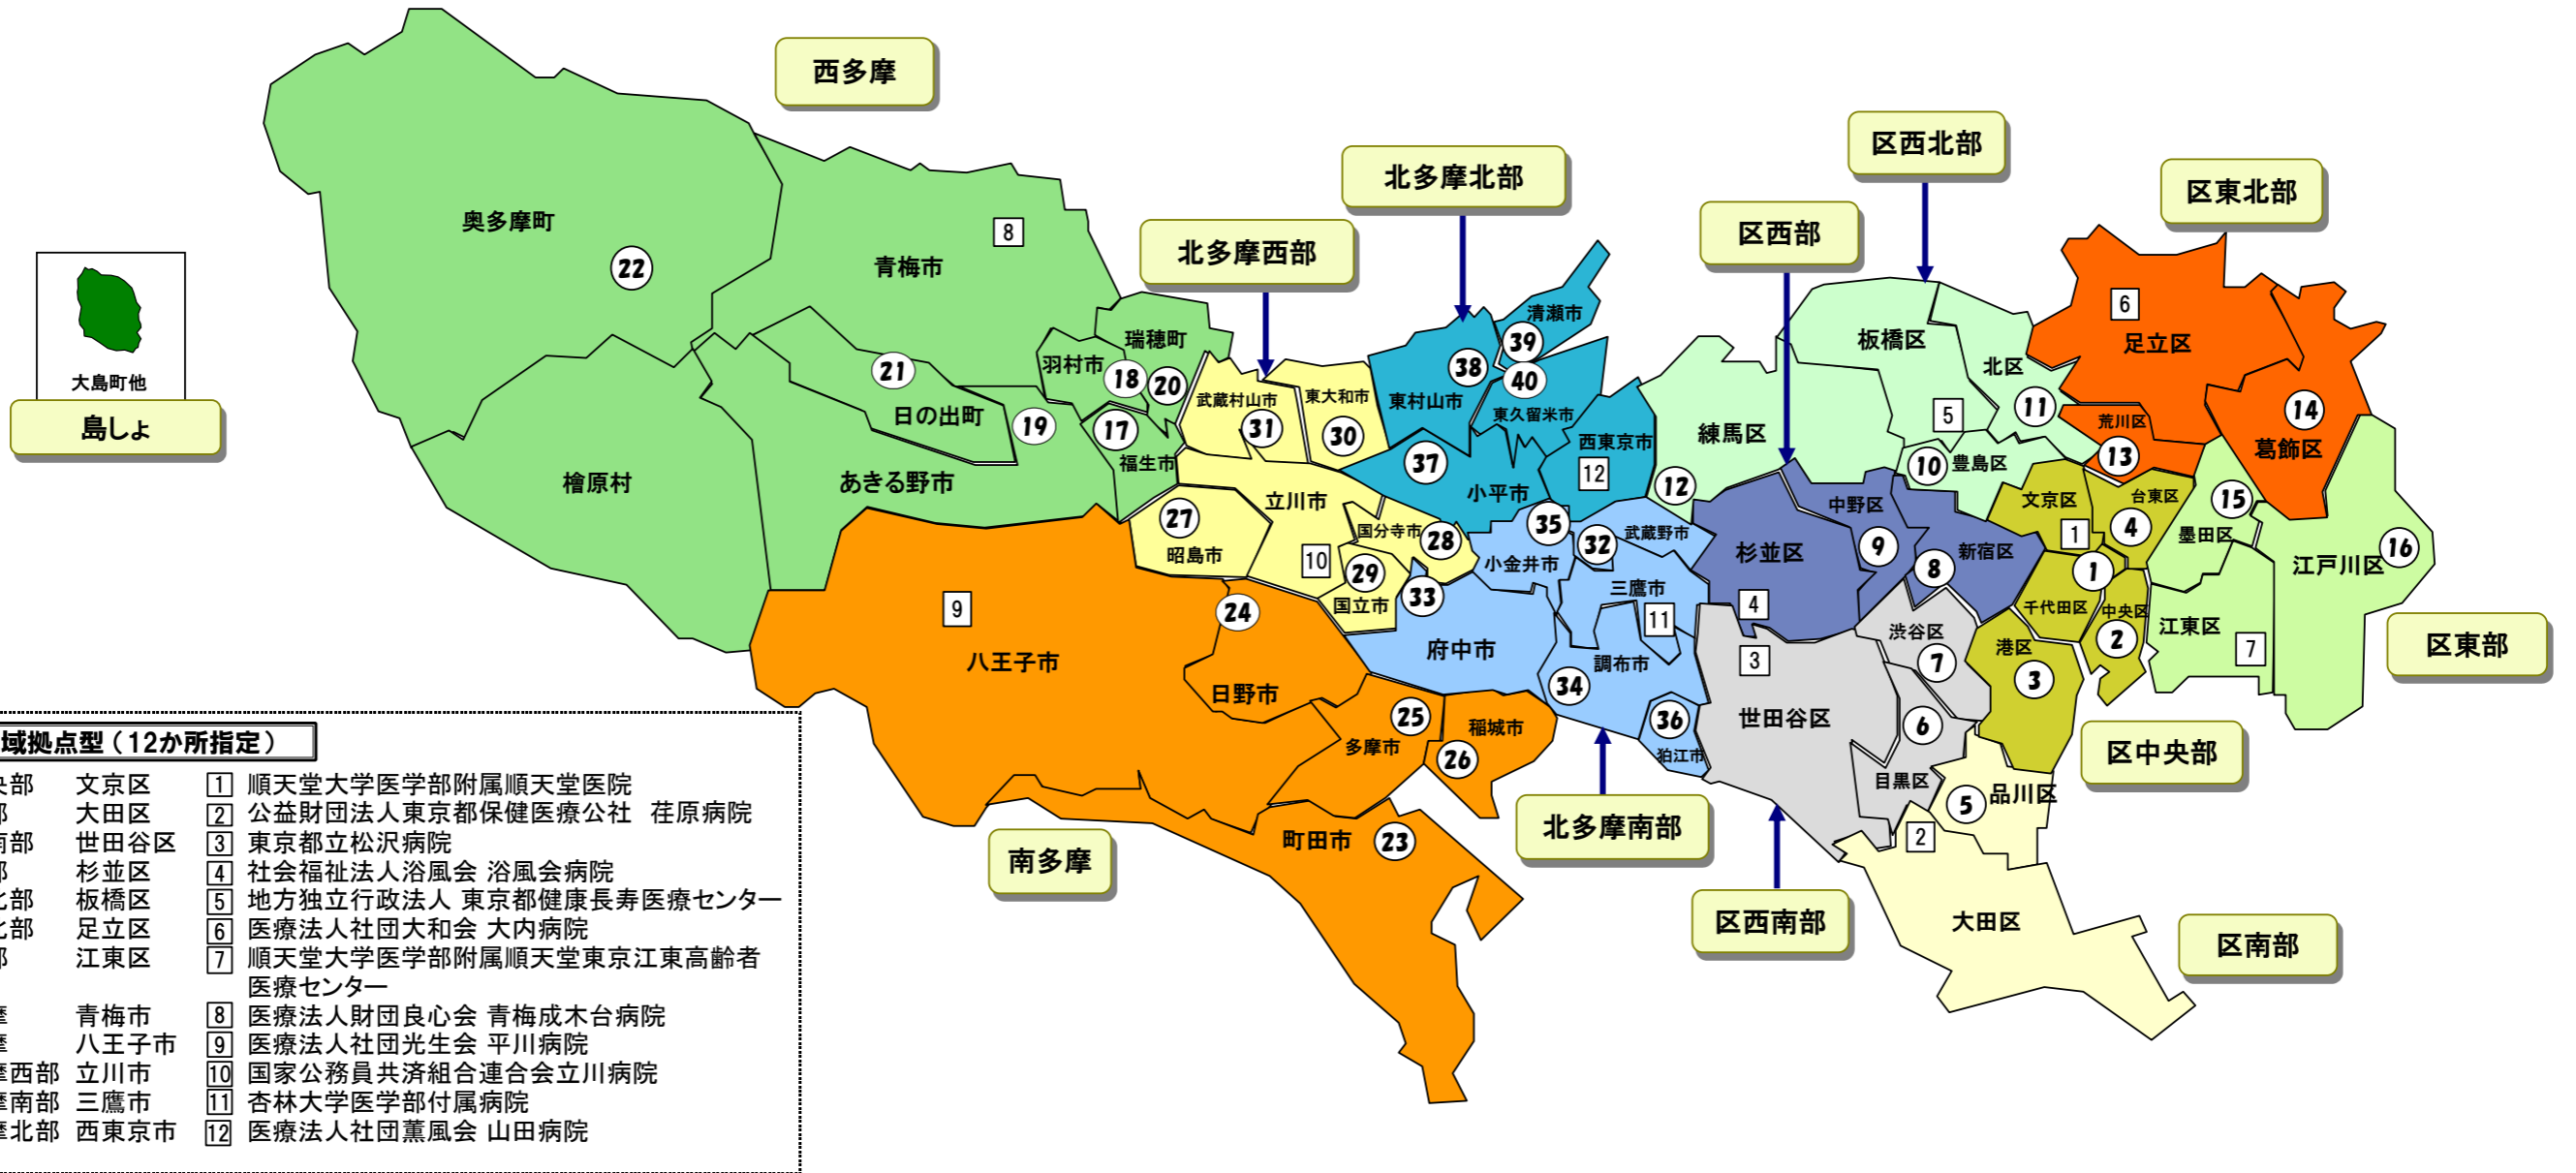 西多摩
区西北部
北多摩北部
区東北部
区西部
北多摩西部
奥多摩町
8
22
青梅市
大島町他
島しょ
瑞穂町
羽村市
18
20
21
日の出町
19
17
福生市
檜原村
あきる野市
武蔵村山市
31
東大和市
30
清瀬市
39
38
40
東村山市
東久留米市
37
小平市
西東京市
12
練馬区
12
板橋区
5
北区
11
10
豊島区
6
足立区
荒川区
13
14
葛飾区
立川市
27
昭島市
10
国分寺市
28
29
国立市
35
32
武蔵野市
小金井市
33
三鷹市
11
府中市
調布市
34
36
狛江市
杉並区
4
中野区
9
8
新宿区
文京区
1
台東区
4
15
墨田区
16
江戸川区
1
千代田区
中央区
2
江東区
7
区東部
9
八王子市
24
日野市
25
多摩市
稲城市
26
町田市
23
南多摩
北多摩南部
3
世田谷区
渋谷区
7
港区
3
6
目黒区
5
品川区
2
大田区
区中央部
区西南部
区南部
域拠点型（12か所指定）
央部 文京区 1 順天堂大学医学部附属順天堂医院
部 大田区 2 公益財団法人東京都保健医療公社 荏原病院
南部 世田谷区 3 東京都立松沢病院
部 杉並区 4 社会福祉法人浴風会 浴風会病院
北部 板橋区 5 地方独立行政法人 東京都健康長寿医療センター
北部 足立区 6 医療法人社団大和会 大内病院
部 江東区 7 順天堂大学医学部附属順天堂東京江東高齢者
医療センター
摩 青梅市 8 医療法人財団良心会 青梅成木台病院
摩 八王子市 9 医療法人社団光生会 平川病院
摩西部 立川市 10 国家公務員共済組合連合会立川病院
摩南部 三鷹市 11 杏林大学医学部付属病院
摩北部 西東京市 12 医療法人社団薫風会 山田病院